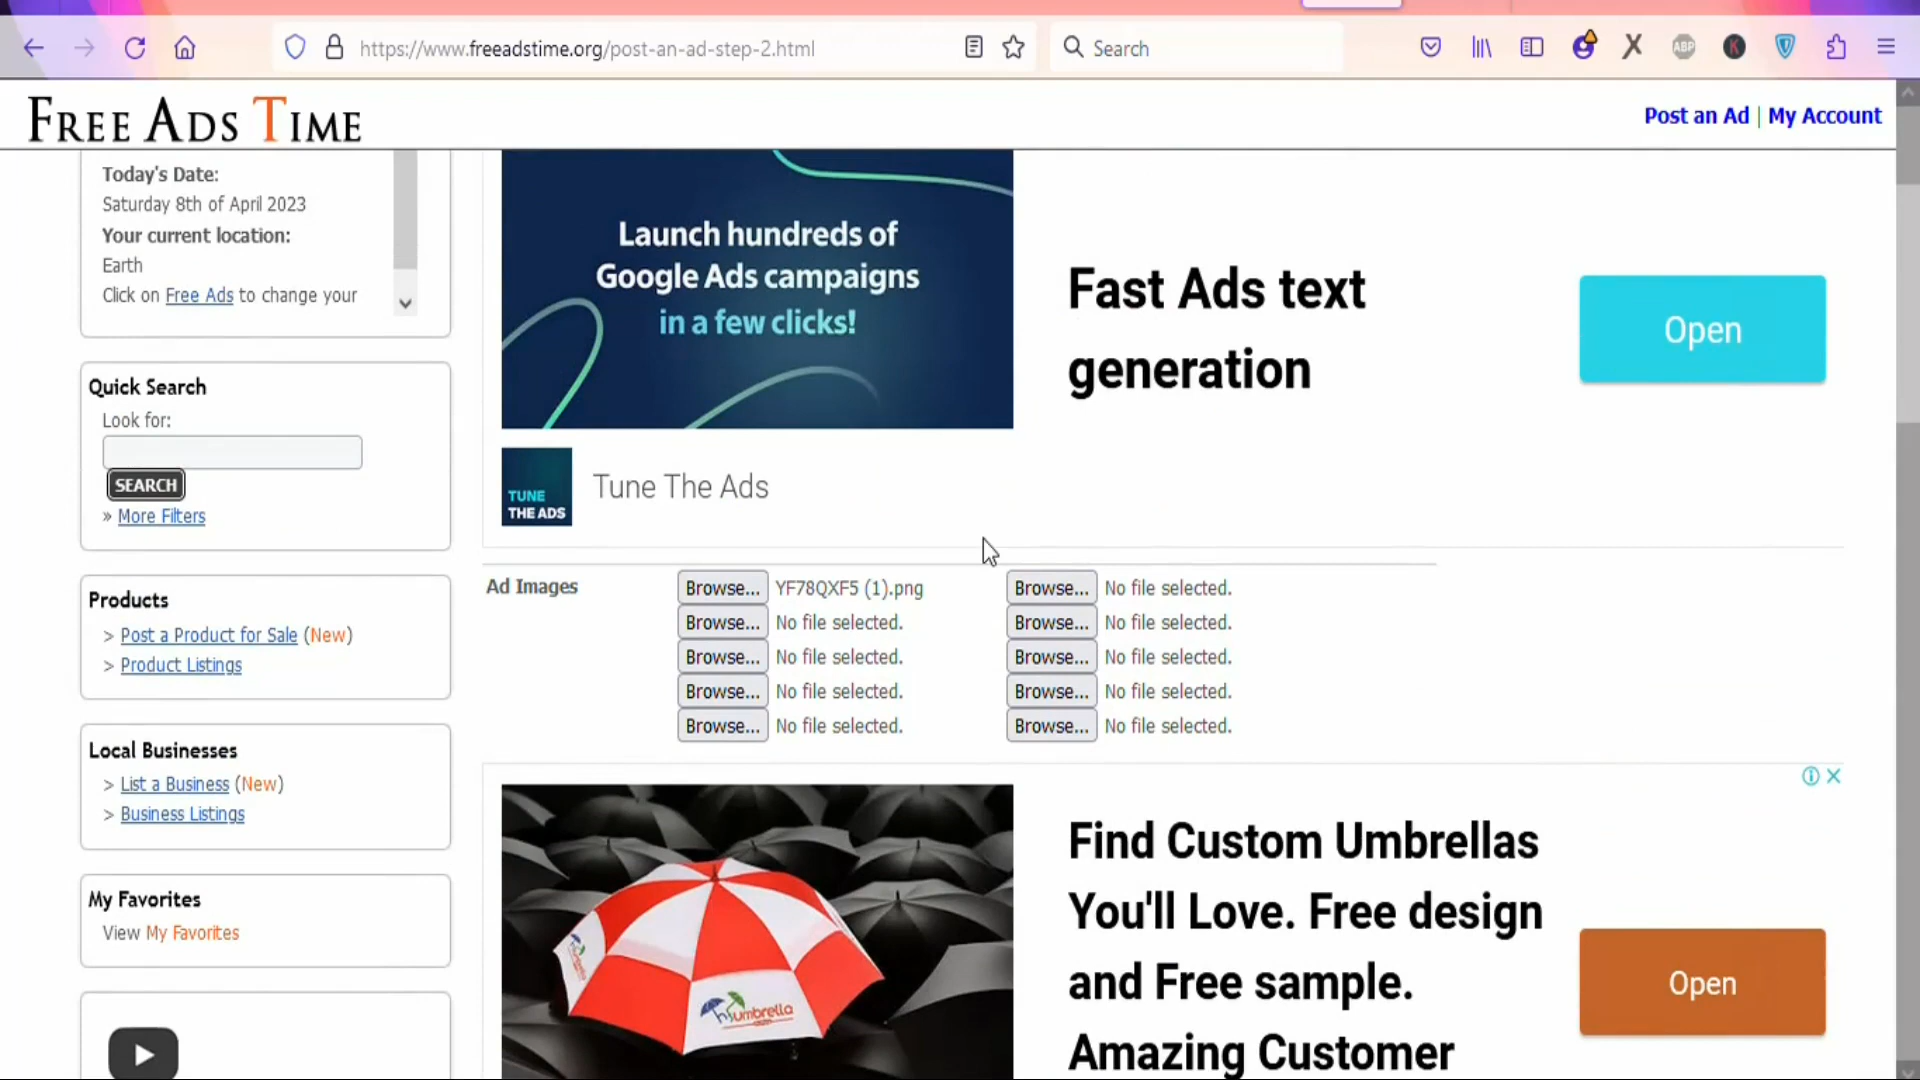 https://www.freeadstime.org/post-an-ad-step-2.html
Search
ABP
K
FREE ADS TIME
Post an Ad | My Account
Today's Date:
Saturday 8th of April 2023
Your current location:
Earth
Click on Free Ads to change your
Quick Search
Look for:
SEARCH
» More Filters
Products
> Post a Product for Sale (New)
> Product Listings
Local Businesses
> List a Business (New)
> Business Listings
My Favorites
View My Favorites
Launch hundreds of
Google Ads campaigns
in a few clicks!
Fast Ads text
generation
Open
TUNE
THE ADS
Tune The Ads
Ad Images
Browse... YF78QXF5 (1).png Browse... No file selected.
Browse... No file selected. Browse... No file selected.
Browse... No file selected. Browse... No file selected.
Browse... No file selected. Browse... No file selected.
Browse... No file selected. Browse... No file selected.
Find Custom Umbrellas
You'll Love. Free design
and Free sample.
Amazing Customer
Open